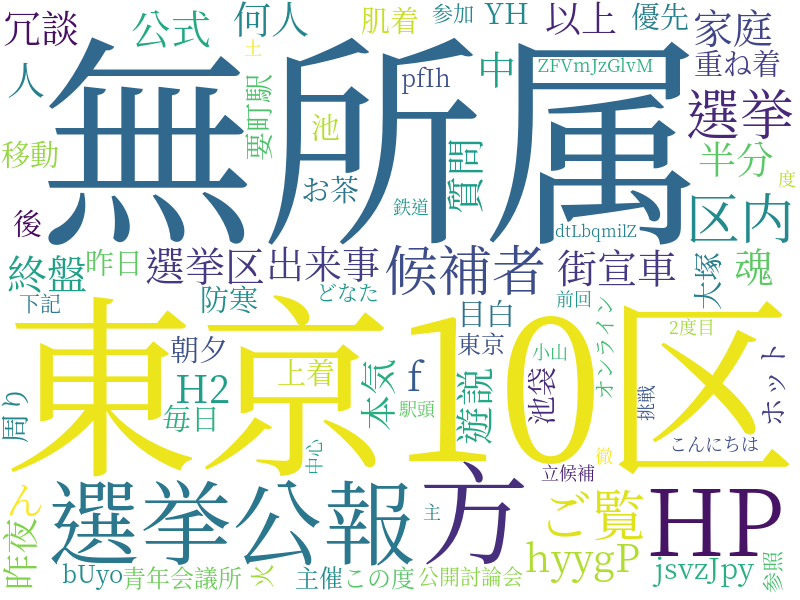 冗談
公式
何人
肌着
参加
YH
以上
優先
家庭
人
土
重ね着
無所属
要町駅
pfIh
中
ZFVmJzGlvM
選挙
移動
池
質問
半分
お茶
度
後
鉄道
区内
dtLbqmilZ
終盤
昨日
選挙区
出来事
候補者
街宣車
大塚
魂
下記
防寒
どなた
目白
前回
オンライン
2度目
東京10区
朝夕
東京
小山
ホット
周り
H2
毎日
上着
本気
f
駅頭
遊説
池袋
挑戦
こんにちは
中心
徹
立候補
選挙公報
方
ご覧
HP
ん
昨夜
主
hyygP
jsvzJpy
bUyo
青年会議所
火
主催
この度
公開討論会
参照